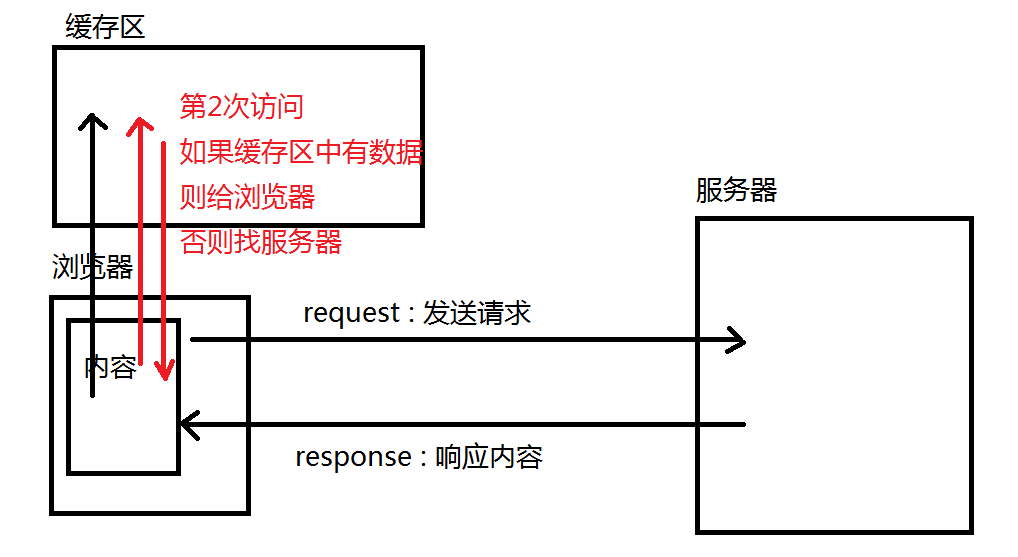 缓存区
第2次访问
如果缓存区中有数据
则给浏览器
否则找服务器
服务器
浏览器
内容
request : 发送请求
response : 响应内容